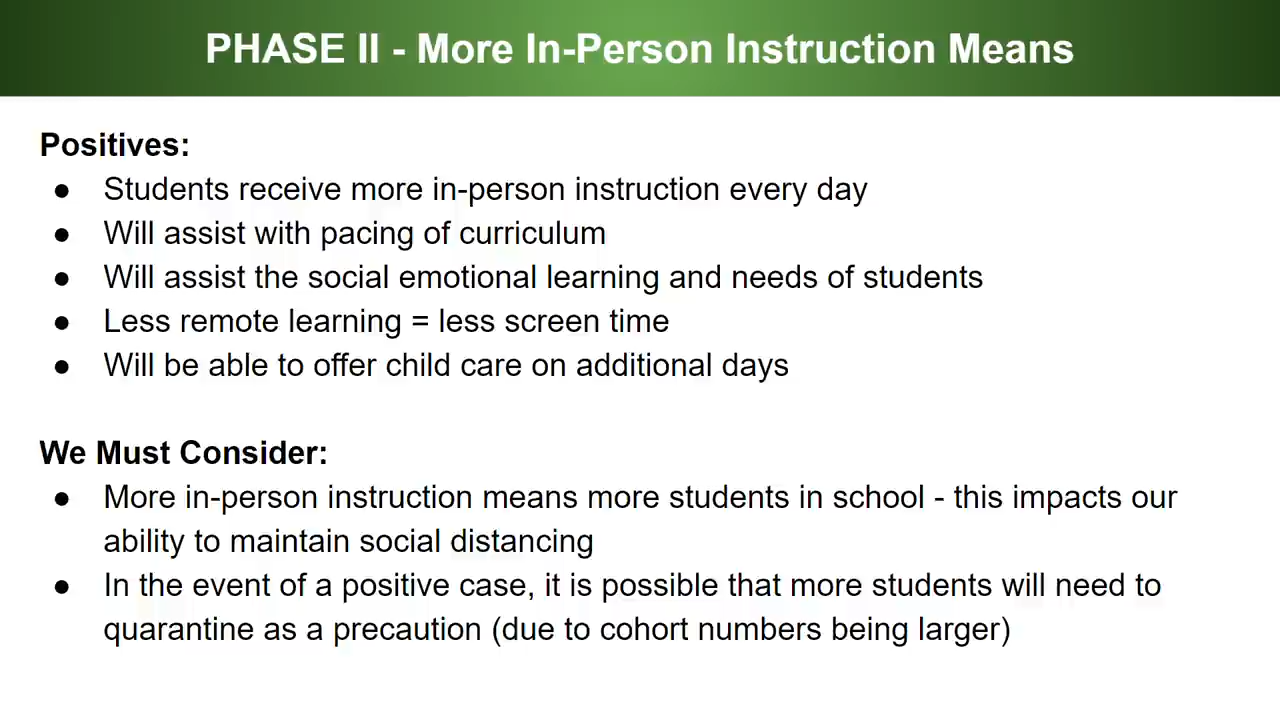 PHASE II - More In-Person Instruction Means
Positives:
● Students receive more in-person instruction every day
● Will assist with pacing of curriculum
● Will assist the social emotional learning and needs of students
● Less remote learning = less screen time
● Will be able to offer child care on additional days
We Must Consider:
● More in-person instruction means more students in school - this impacts our
ability to maintain social distancing
● In the event of a positive case, it is possible that more students will need to
quarantine as a precaution (due to cohort numbers being larger)